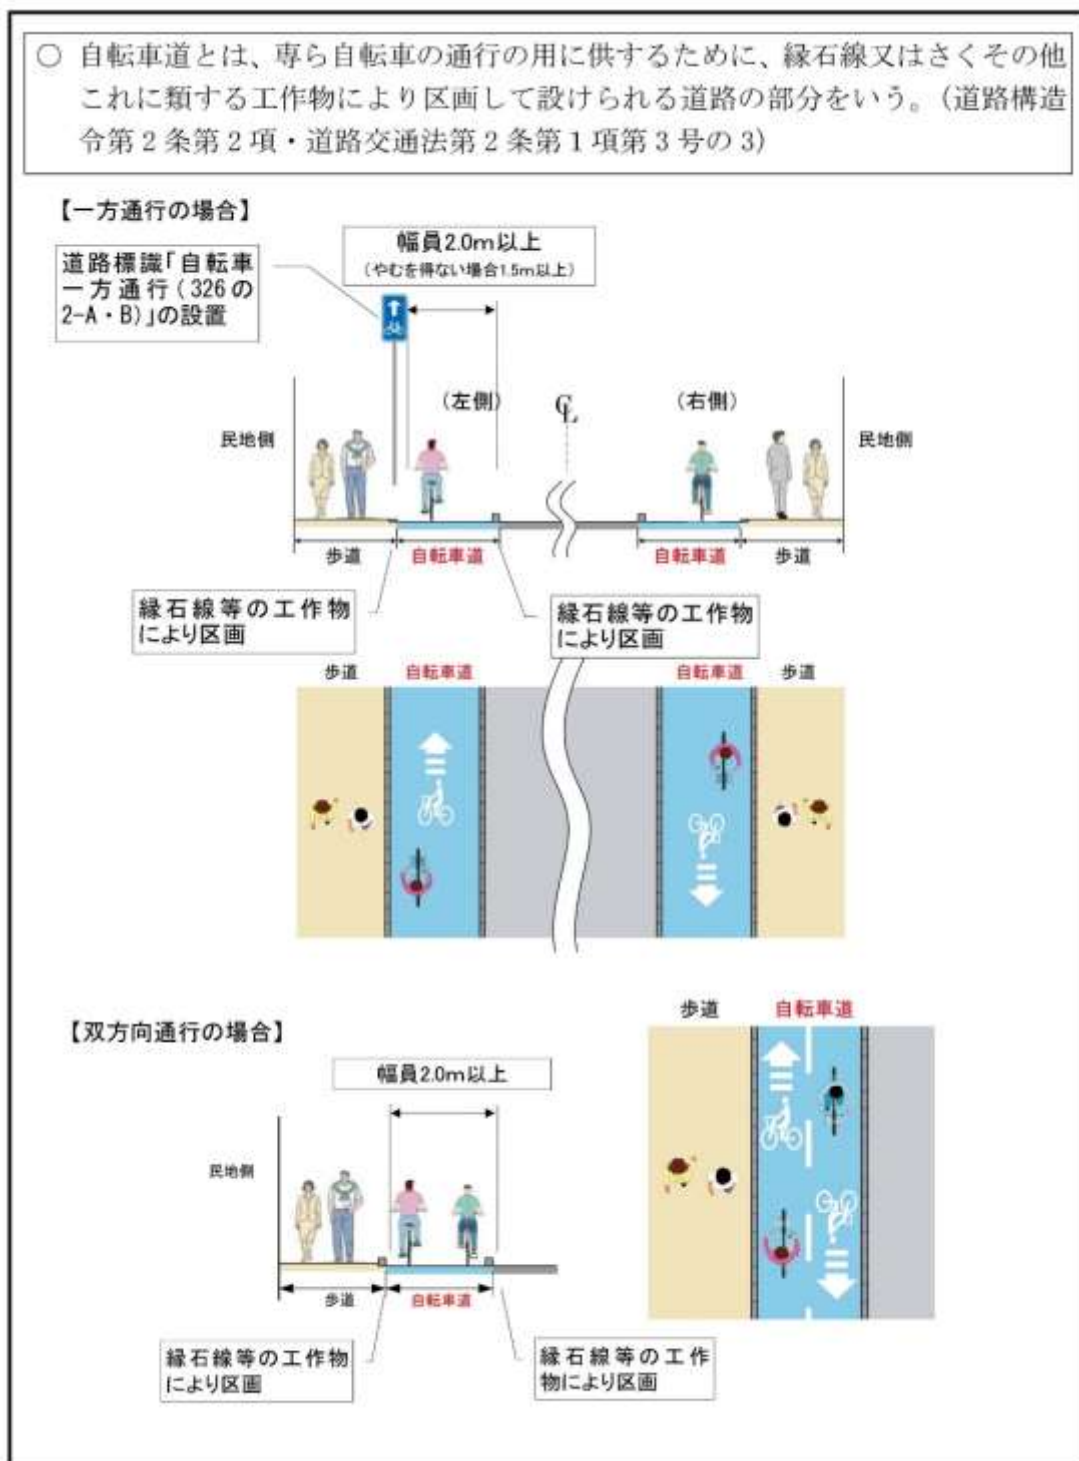 ○ 自転車道とは、専ら自転車の通行の用に供するために、縁石線又はさくその他
これに類する工作物により区画して設けられる道路の部分をいう。(道路構造
令第2条第2項・道路交通法第2条第1項第3号の3)
【一方通行の場合】
道路標識「自転車
一方通行(326の
2-A・B)」の設置
幅員2.0m以上
(やむを得ない場合1.5m以上)
(左側)
℄
(右側)
民地側
民地側
歩道
自転車道
自転車道
歩道
縁石線等の工作物
により区画
縁石線等の工作物
により区画
歩道
自転車道
自転車道
歩道
【双方向通行の場合】
幅員2.0m以上
民地側
歩道
自転車道
縁石線等の工作物
により区画
縁石線等の工作
物により区画
歩道
自転車道